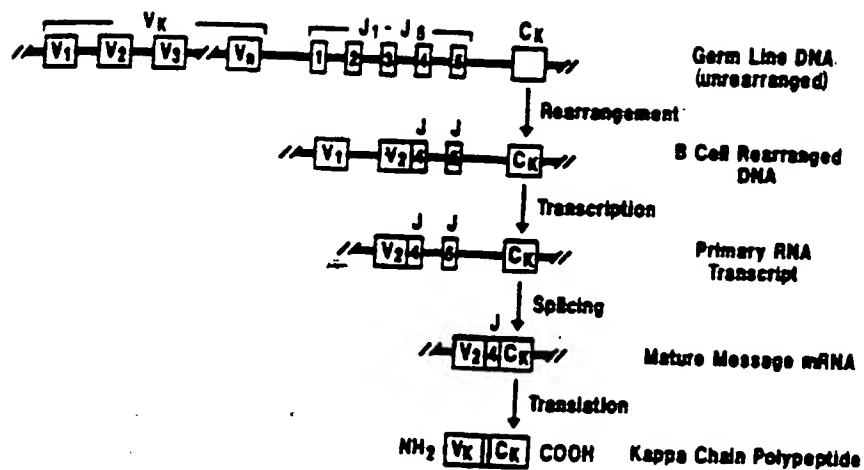 Vκ J1 - J5 Cκ
V1 V2 V3 Vn 1 2 3 4 5 Germ Line DNA
(unrearranged)
Rearrangement
J J
V1 V2 4 5 Cκ B Cell Rearranged
DNA
Transcription
J J
V2 4 5 Cκ Primary RNA
Transcript
Splicing
J
V2 4 Cκ Mature Message mRNA
Translation
NH2 Vκ Cκ COOH Kappa Chain Polypeptide